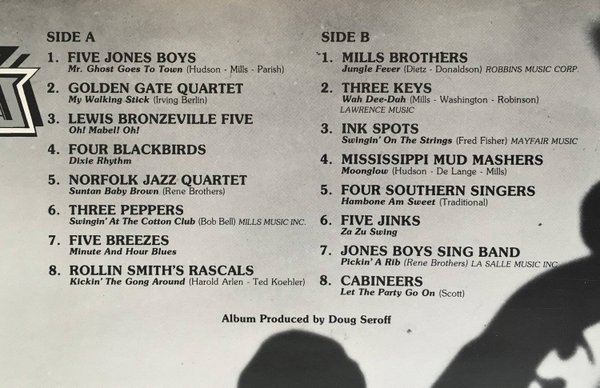 SIDE A
1. FIVE JONES BOYS
Mr. Ghost Goes To Town (Hudson - Mills - Parish)
2. GOLDEN GATE QUARTET
My Walking Stick (Irving Berlin)
3. LEWIS BRONZEVILLE FIVE
Oh! Mabel! Oh!
4. FOUR BLACKBIRDS
Dixie Rhythm
5. NORFOLK JAZZ QUARTET
Suntan Baby Brown (Rene Brothers)
6. THREE PEPPERS
Swingin' At The Cotton Club (Bob Bell) MILLS MUSIC INC.
7. FIVE BREEZES
Minute And Hour Blues
8. ROLLIN SMITH'S RASCALS
Kickin' The Gong Around (Harold Arlen - Ted Koehler)
SIDE B
1. MILLS BROTHERS
Jungle Fever (Dietz - Donaldson) ROBBINS MUSIC CORP.
2. THREE KEYS
Wah Dee-Dah (Mills - Washington - Robinson)
LAWRENCE MUSIC
3. INK SPOTS
Swingin' On The Strings (Fred Fisher) MAYFAIR MUSIC
4. MISSISSIPPI MUD MASHERS
Moonglow (Hudson - De Lange - Mills)
5. FOUR SOUTHERN SINGERS
Hambone Am Sweet (Traditional)
6. FIVE JINKS
Za Zu Swing
7. JONES BOYS SING BAND
Pickin' A Rib (Rene Brothers) LA SALLE MUSIC INC
8. CABINEERS
Let The Party Go On (Scott)
Album Produced by Doug Seroff